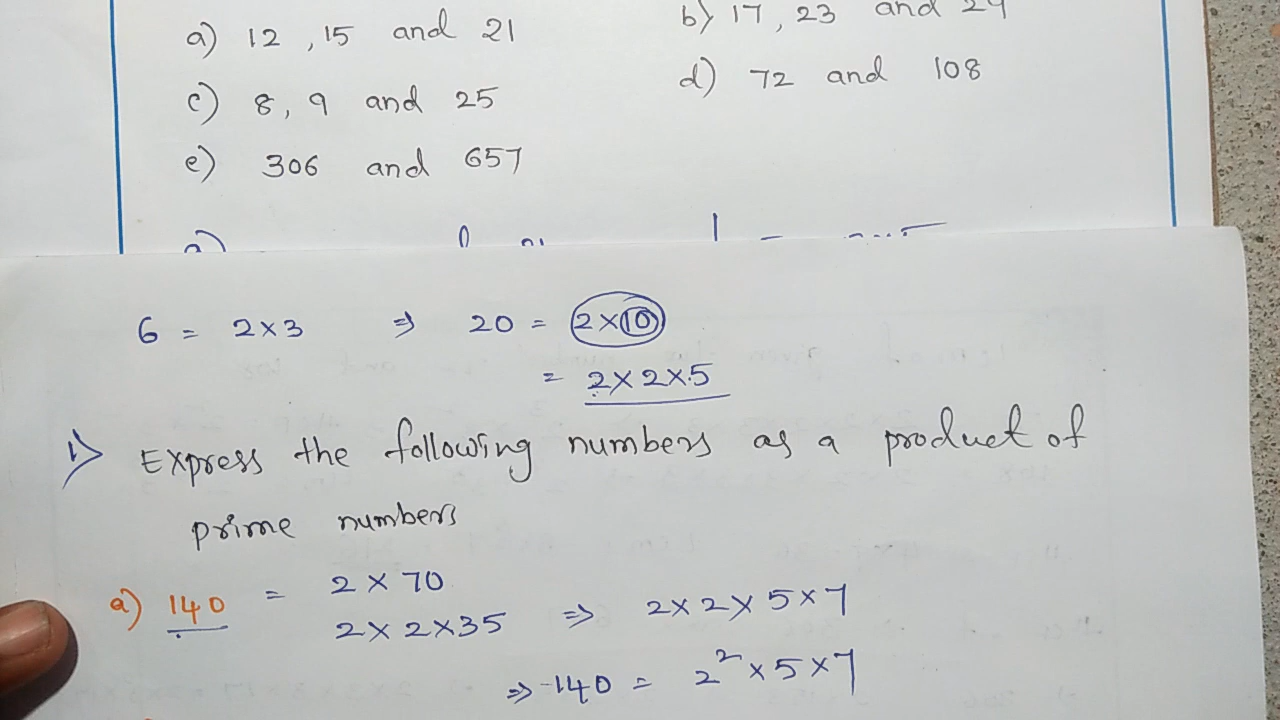 a) 12 , 15 and 21
b) 17 , 23 and 29
c) 8 , 9 and 25
d) 72 and 108
e) 306 and 657
6 = 2×3 ⇒ 20 = 2×10
= 2×2×5
1) Express the following numbers as a product of
prime numbers
a) 140 = 2 × 70
2× 2×35 ⇒ 2×2×5×7
⇒ 140 = 2²×5×7